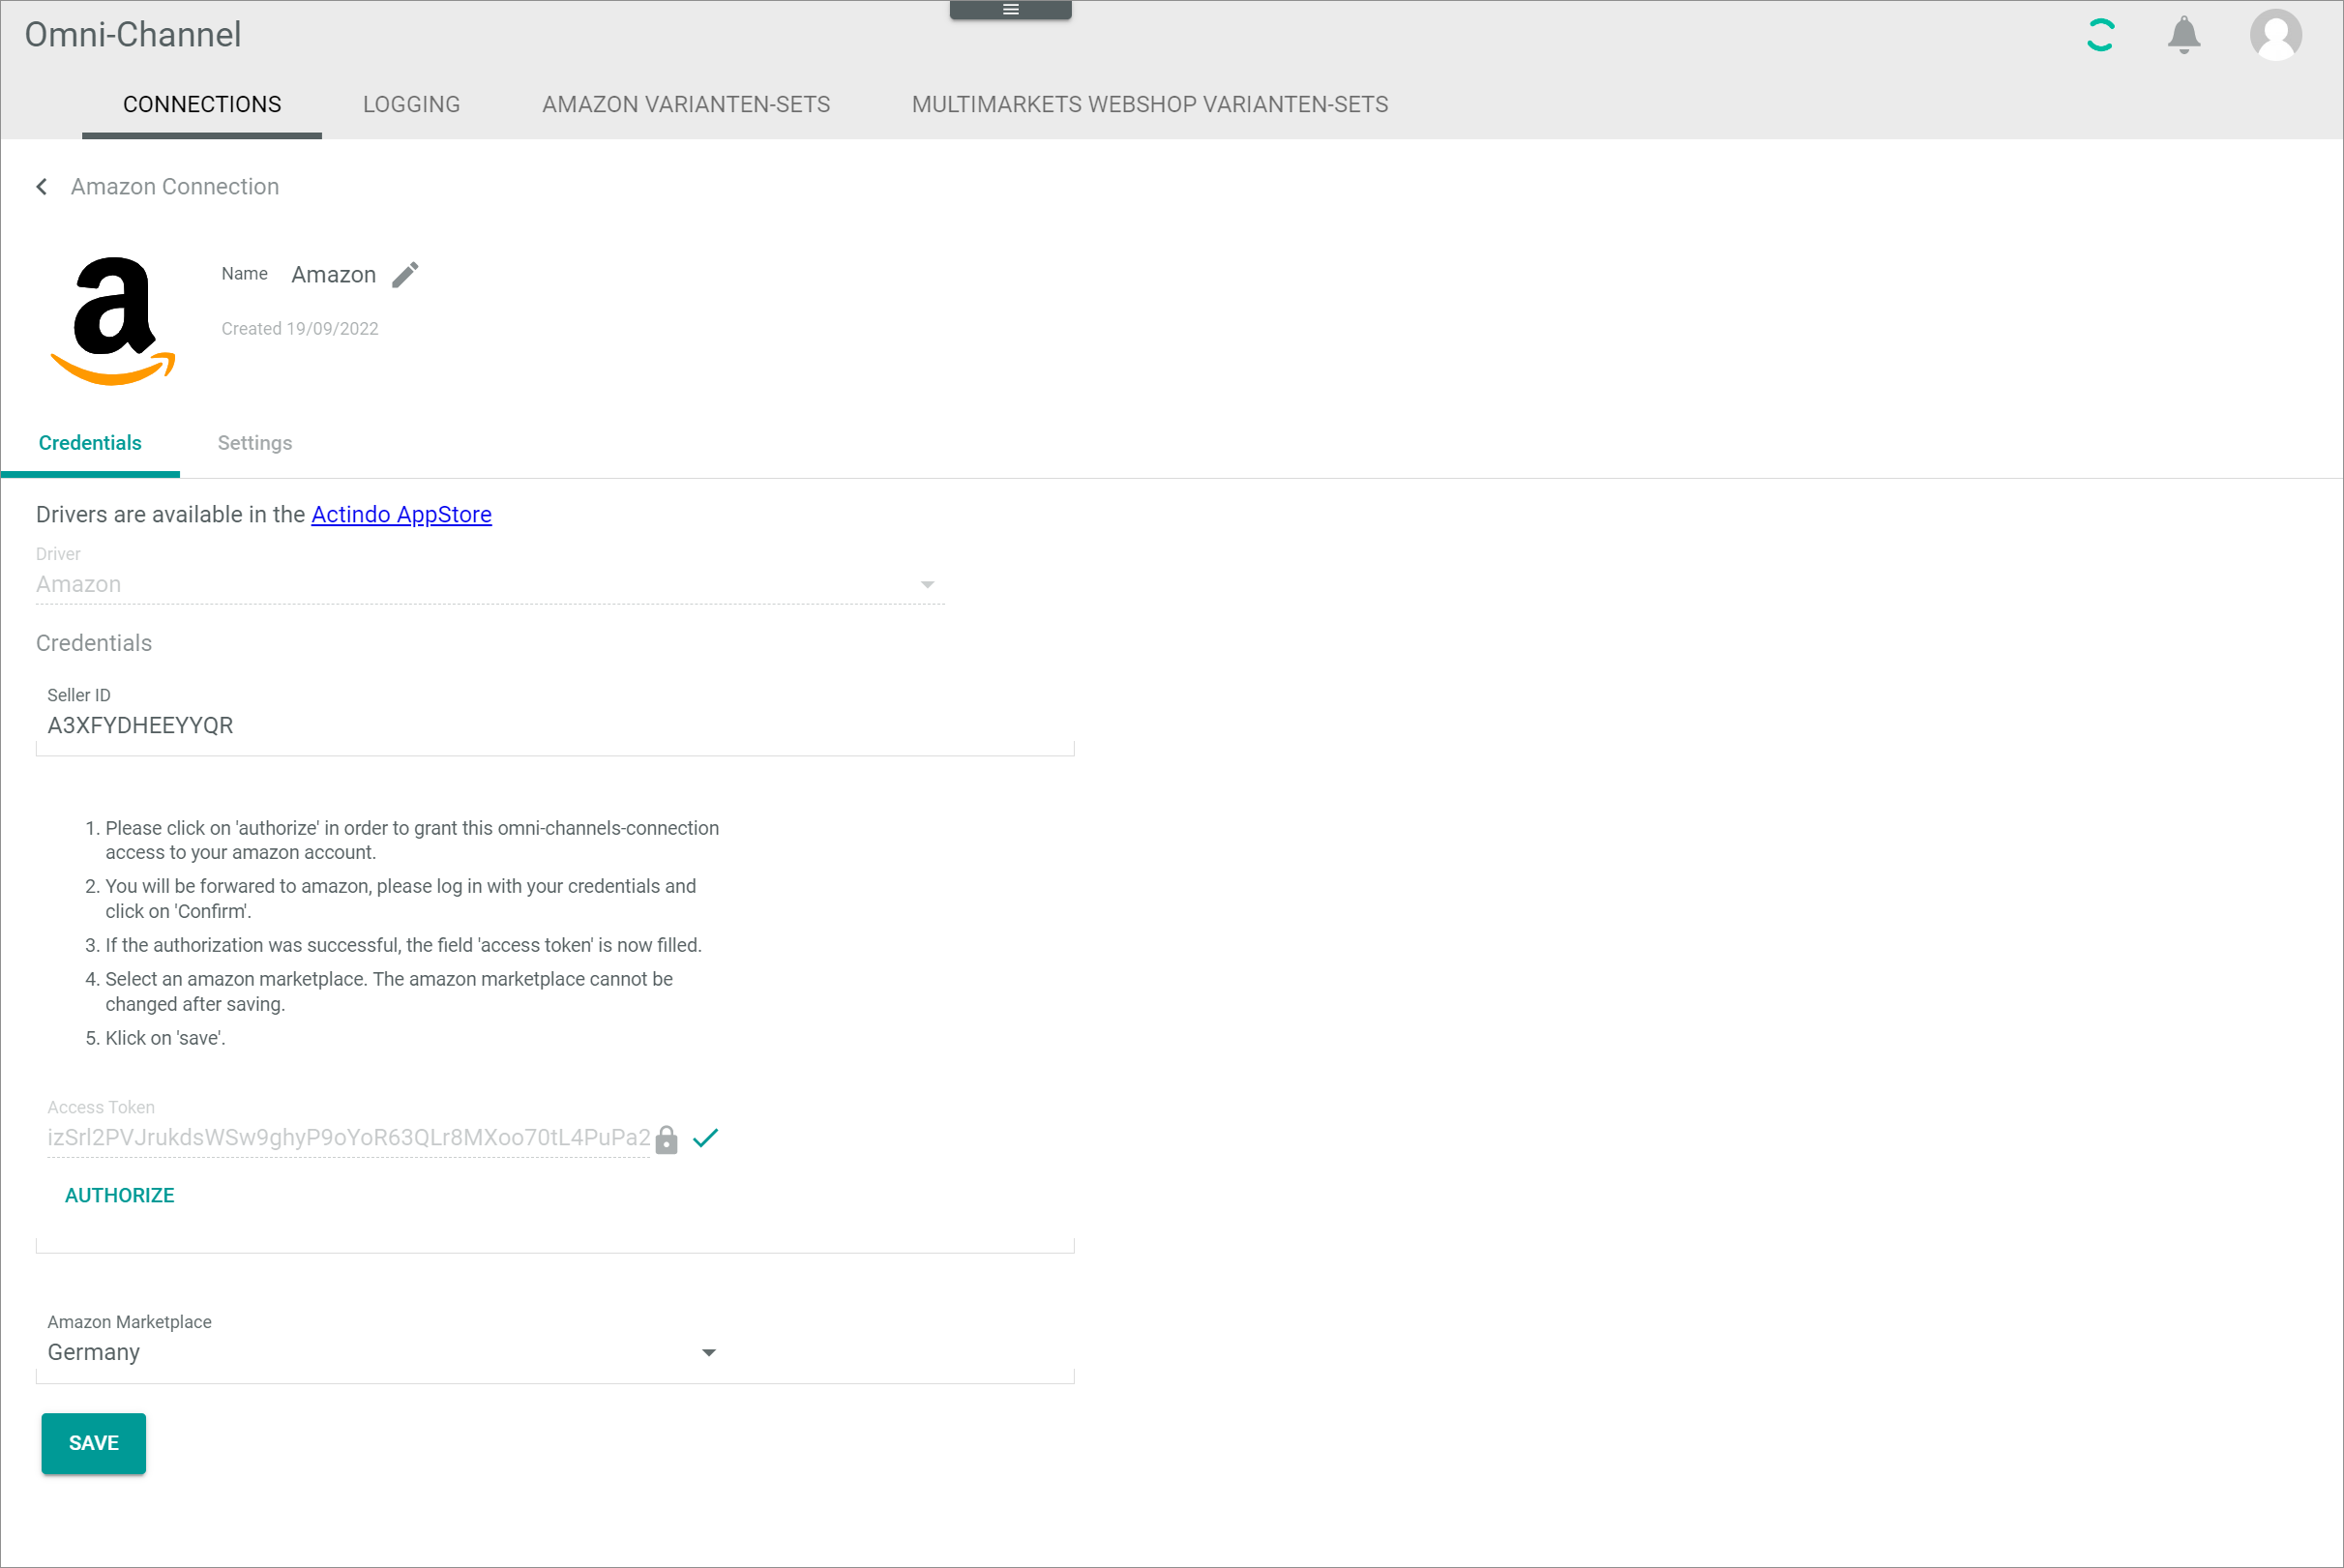 Omni-Channel
CONNECTIONS LOGGING AMAZON VARIANTEN-SETS MULTIMARKETS WEBSHOP VARIANTEN-SETS
Amazon Connection
Name Amazon
Created 19/09/2022
Credentials Settings
Drivers are available in the Actindo AppStore
Driver
Amazon
Credentials
Seller ID
A3XFYDHEEYYQR
1. Please click on 'authorize' in order to grant this omni-channels-connection
access to your amazon account.
2. You will be forwared to amazon, please log in with your credentials and
click on 'Confirm'.
3. If the authorization was successful, the field 'access token' is now filled.
4. Select an amazon marketplace. The amazon marketplace cannot be
changed after saving.
5. Klick on 'save'.
Access Token
izSrl2PVJrukdsWSw9ghyP9oYoR63QLr8MXoo70tL4PuPa2
AUTHORIZE
Amazon Marketplace
Germany
SAVE